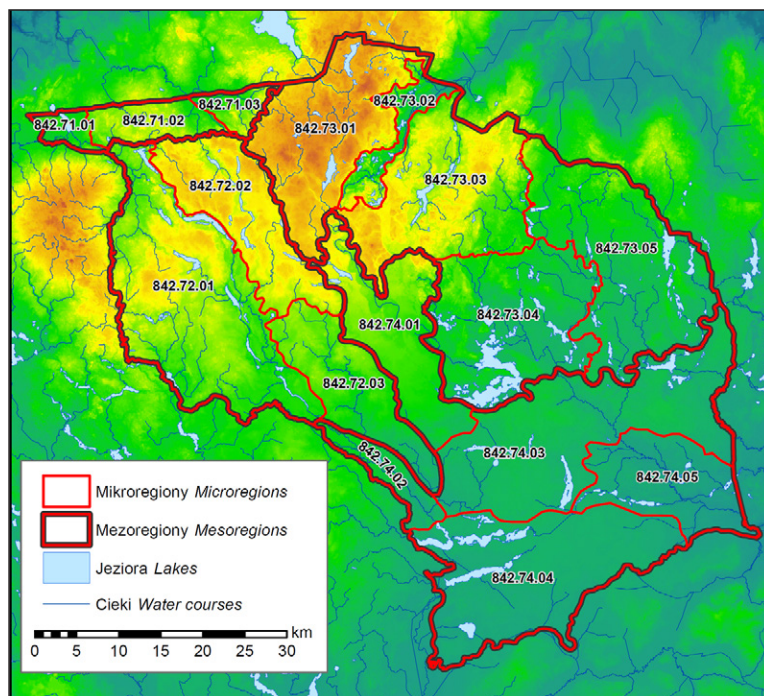 842.71.03
842.73.02
842.71.01
842.71.02
842.73.01
842.72.02
842.73.03
842.73.05
842.72.01
842.73.04
842.74.01
842.72.03
842.74.02
842.74.03
842.74.05
842.74.04
Mikroregiony Microregions
Mezoregiony Mesoregions
Jeziora Lakes
Cieki Water courses
km
0 5 10 15 20 25 30